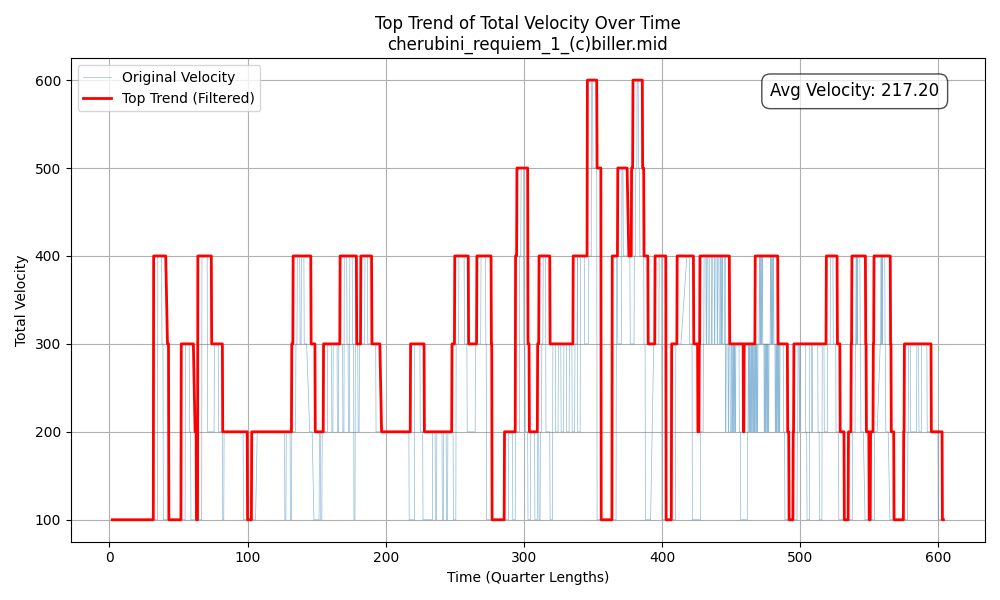 Top Trend of Total Velocity Over Time
cherubini_requiem_1_(c)biller.mid
Original Velocity
Top Trend (Filtered)
Avg Velocity: 217.20
Total Velocity
600
500
400
300
200
100
0 100 200 300 400 500 600
Time (Quarter Lengths)